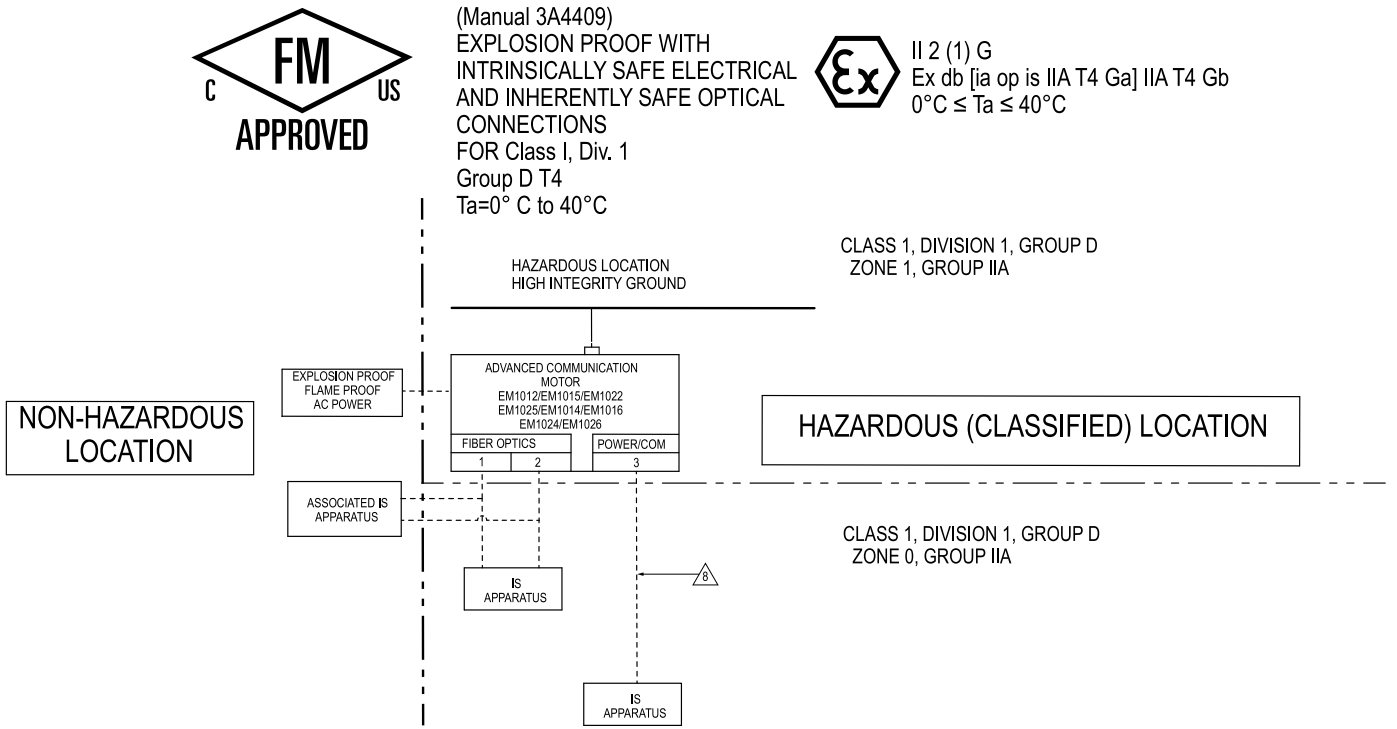 FM
C US
APPROVED
(Manual 3A4409)
EXPLOSION PROOF WITH
INTRINSICALLY SAFE ELECTRICAL
AND INHERENTLY SAFE OPTICAL
CONNECTIONS
FOR Class I, Div. 1
Group D T4
Ta=0° C to 40°C
Ex
II 2 (1) G
Ex db [ia op is IIA T4 Ga] IIA T4 Gb
0°C ≤ Ta ≤ 40°C
HAZARDOUS LOCATION
HIGH INTEGRITY GROUND
CLASS 1, DIVISION 1, GROUP D
ZONE 1, GROUP IIA
EXPLOSION PROOF
FLAME PROOF
AC POWER
ADVANCED COMMUNICATION
MOTOR
EM1012/EM1015/EM1022
EM1025/EM1014/EM1016
EM1024/EM1026
FIBER OPTICS
POWER/COM
1 2 3
NON-HAZARDOUS
LOCATION
HAZARDOUS (CLASSIFIED) LOCATION
ASSOCIATED IS
APPARATUS
CLASS 1, DIVISION 1, GROUP D
ZONE 0, GROUP IIA
IS
APPARATUS
8
IS
APPARATUS